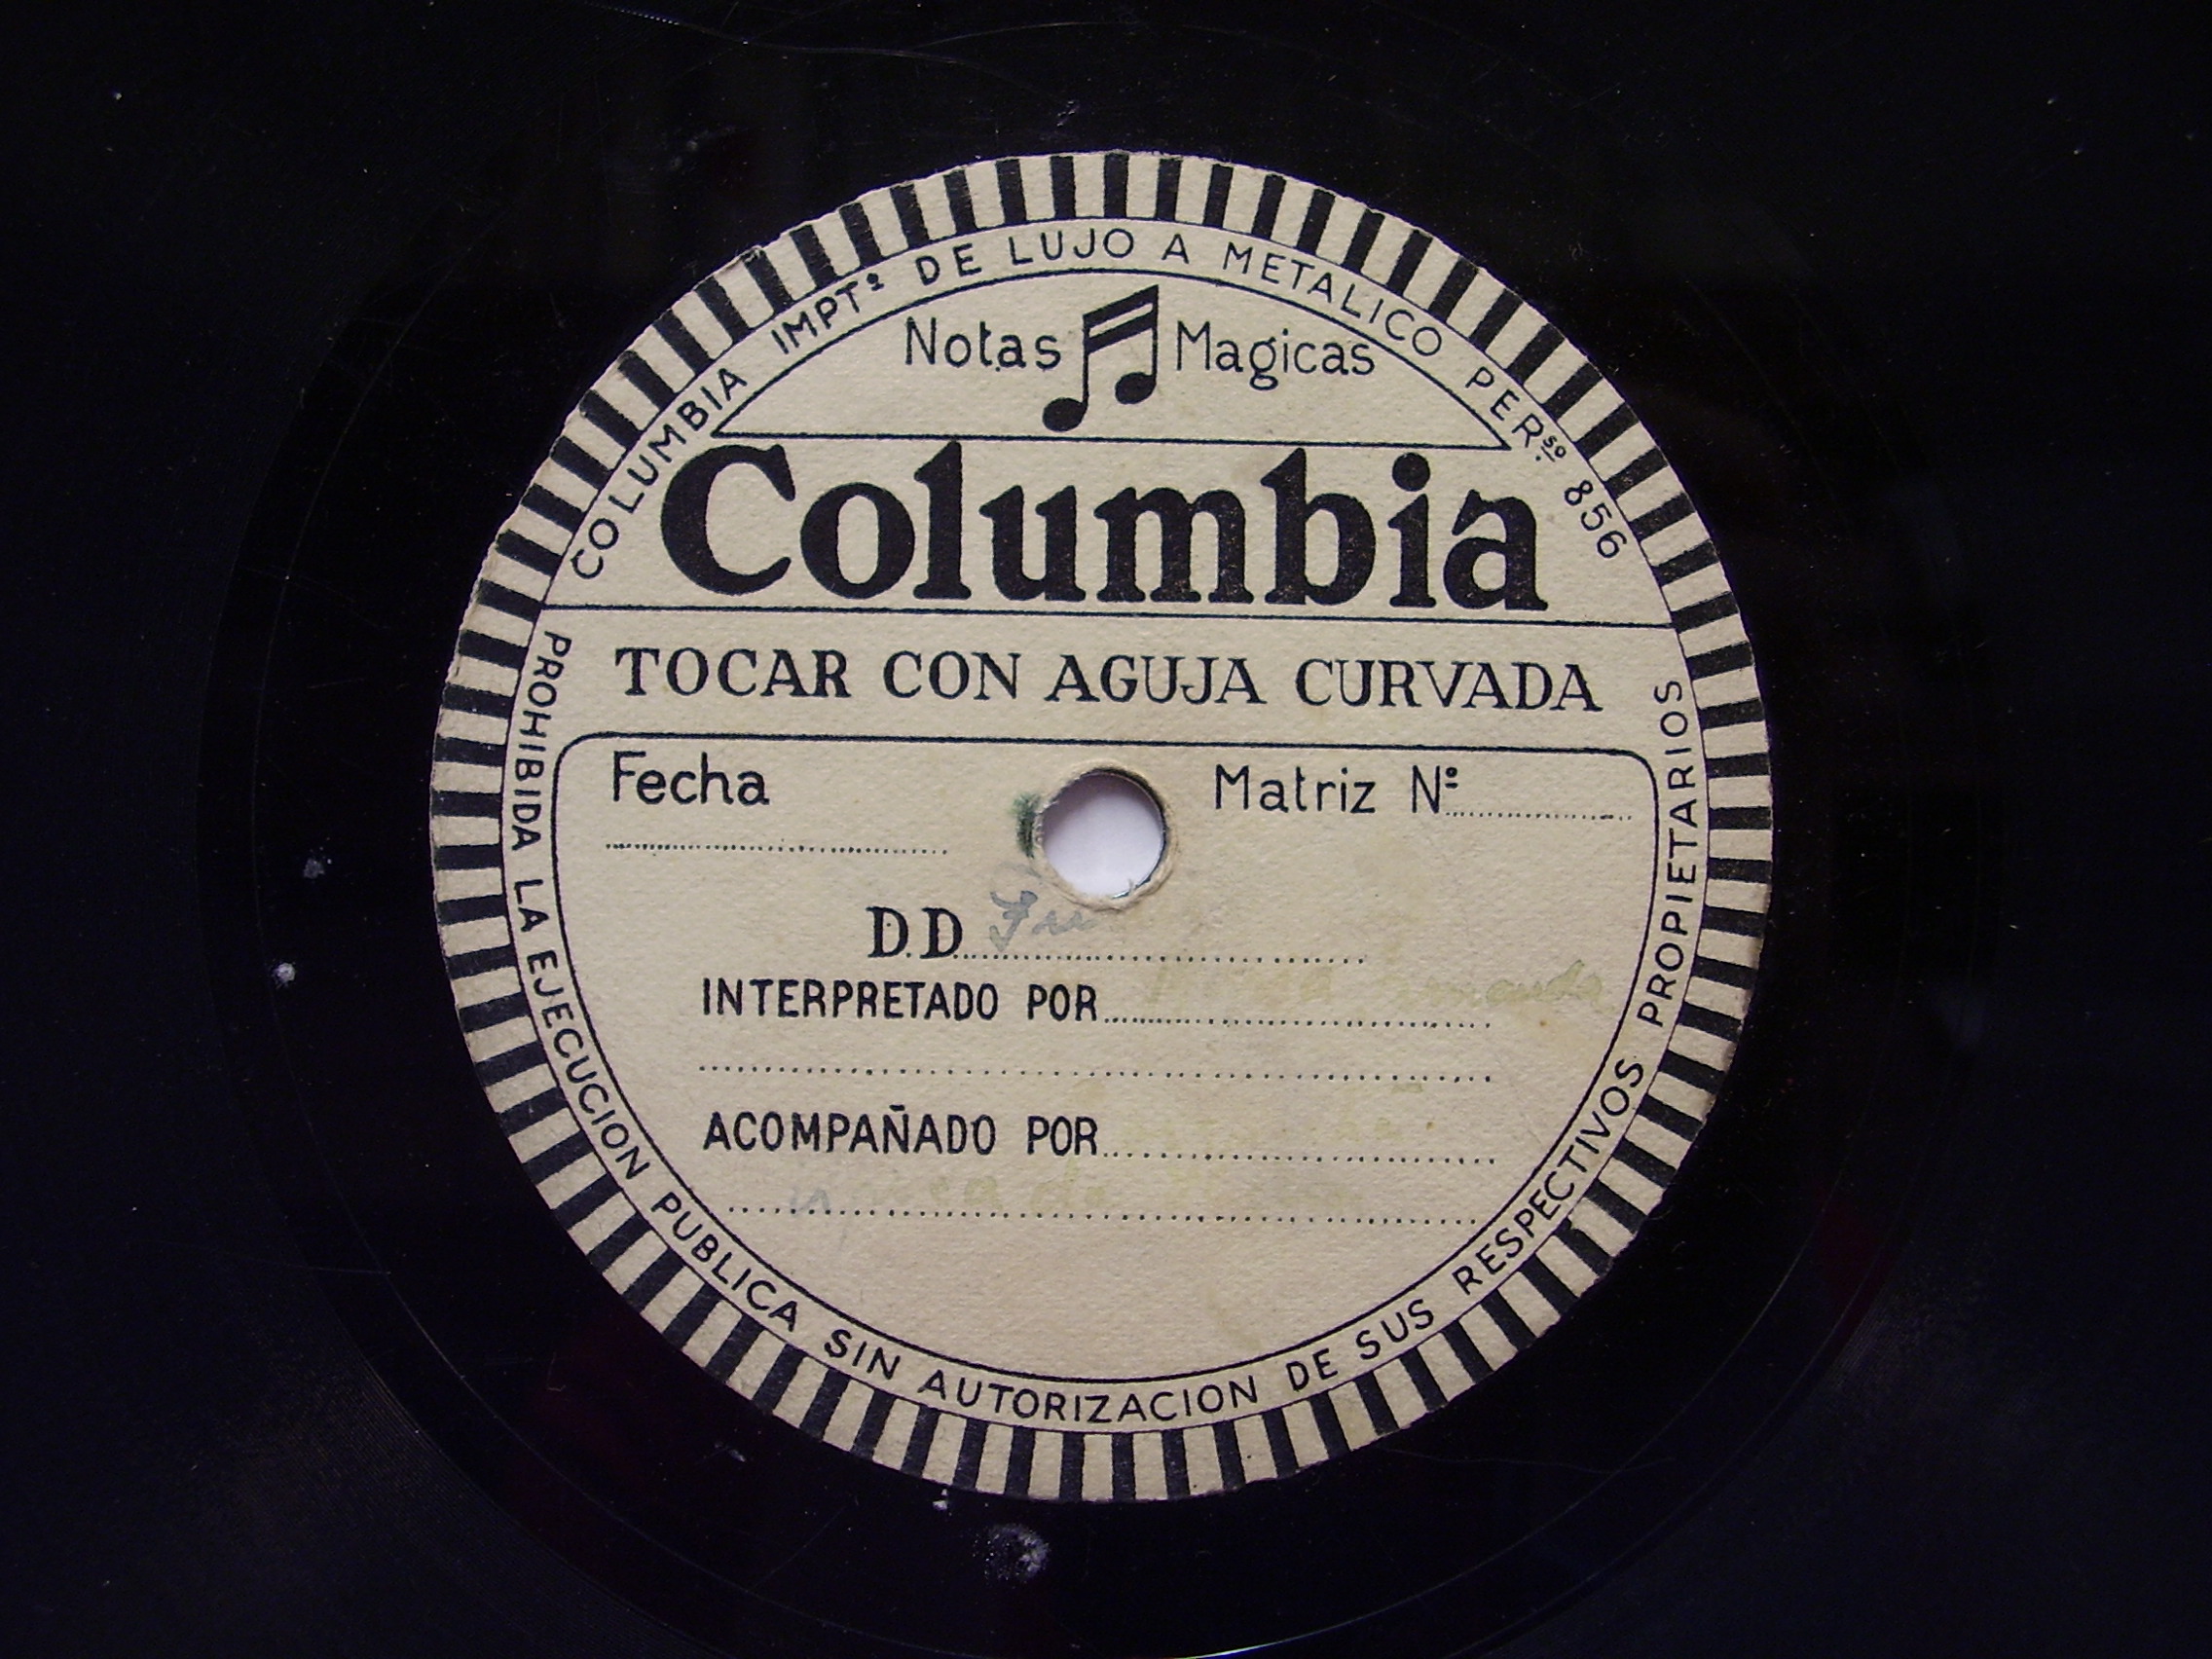 COLUMBIA IMPTº DE LUJO A METALICO PERso 856
Notas Magicas
Columbia
TOCAR CON AGUJA CURVADA
Fecha
Matriz Nº
D.D.
INTERPRETADO POR
ACOMPAÑADO POR
PROHIBIDA LA EJECUCION PUBLICA SIN AUTORIZACION DE SUS RESPECTIVOS PROPIETARIOS